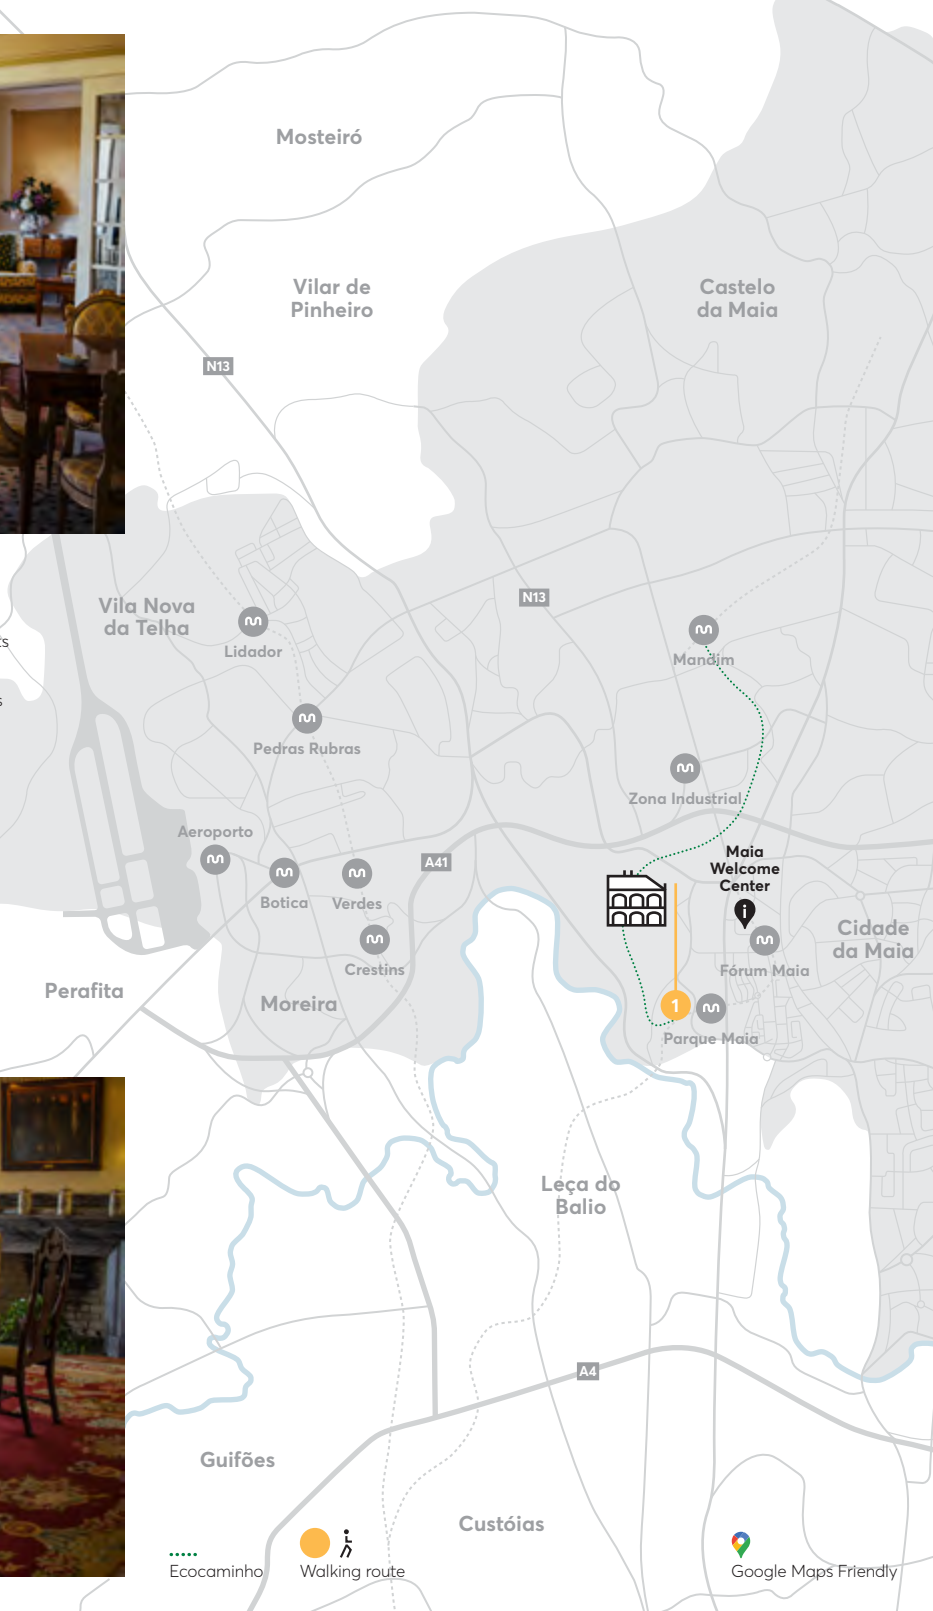 Mosteiró
Vilar de
Pinheiro
Castelo
da Maia
N13
N13
Vila Nova
da Telha
ts
s
Lidador
Mandim
Pedras Rubras
Zona Industrial
Aeroporto
A41
Botica
Verdes
Crestins
Maia
Welcome
Center
i
Cidade
da Maia
Fórum Maia
Perafita
Moreira
1
Parque Maia
Leça do
Balio
A4
Guifões
Custóias
Ecocaminho
Walking route
Google Maps Friendly